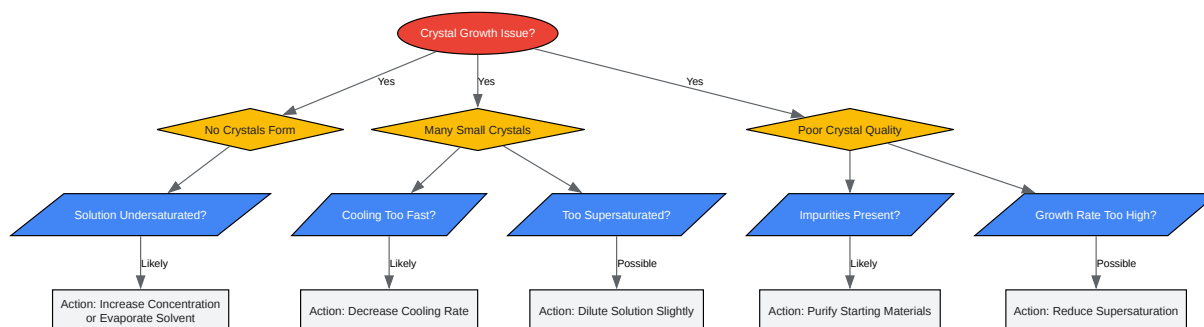 Crystal Growth Issue?
Yes
Yes
Yes
No Crystals Form
Many Small Crystals
Poor Crystal Quality
Solution Undersaturated?
Cooling Too Fast?
Too Supersaturated?
Impurities Present?
Growth Rate Too High?
Likely
Likely
Possible
Likely
Possible
Action: Increase Concentration
or Evaporate Solvent
Action: Decrease Cooling Rate
Action: Dilute Solution Slightly
Action: Purify Starting Materials
Action: Reduce Supersaturation